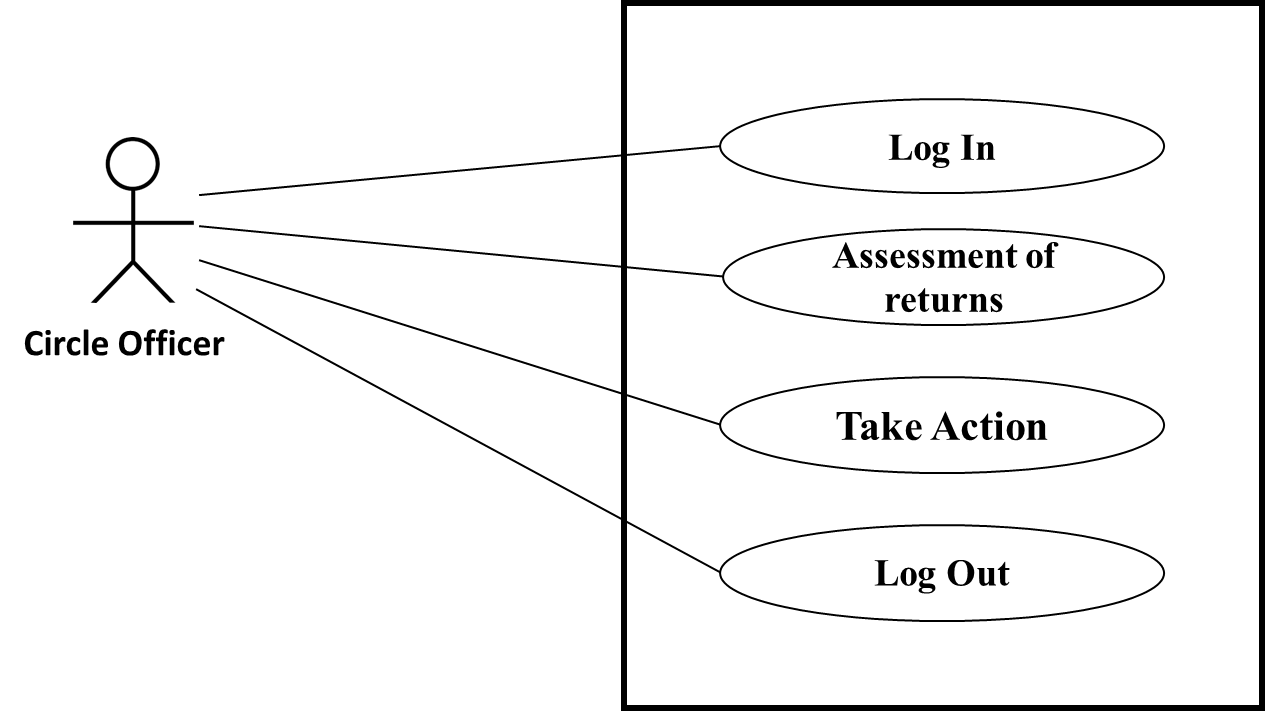 Log In
Assessment of
returns
Circle Officer
Take Action
Log Out